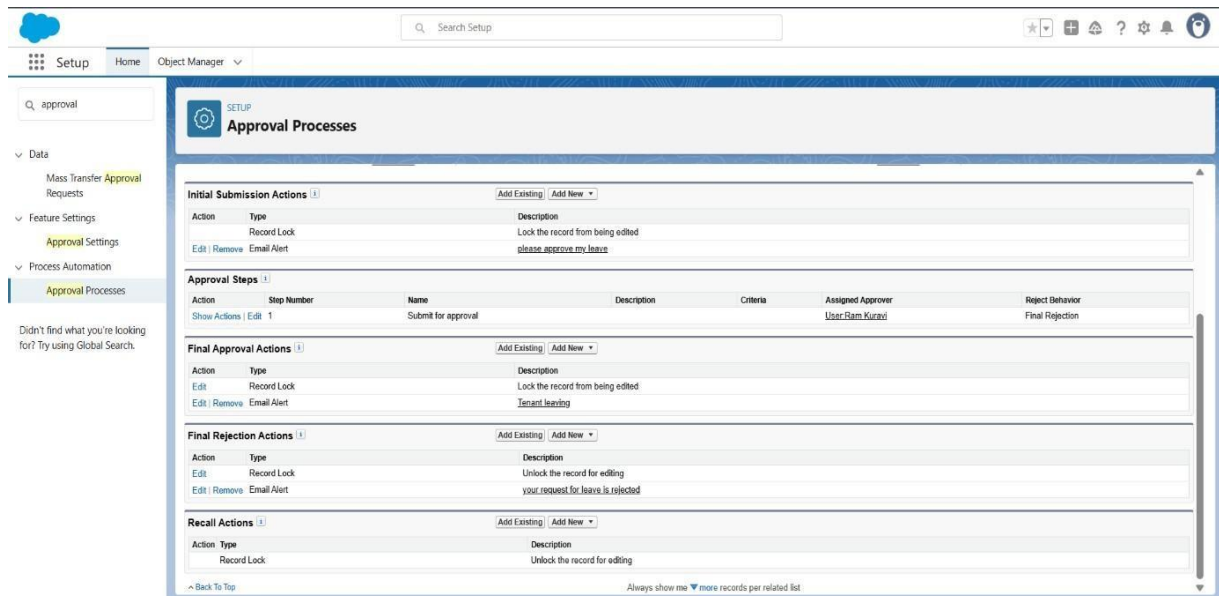 Search Setup
Setup Home Object Manager
approval
Data
Mass Transfer Approval
Requests
Feature Settings
Approval Settings
Process Automation
Approval Processes
Didn't find what you're looking
for? Try using Global Search.
SETUP
Approval Processes
Initial Submission Actions i Add Existing Add New
Action Type Description
Record Lock Lock the record from being edited
Edit | Remove Email Alert please approve my leave
Approval Steps i
Action Step Number Name Description Criteria Assigned Approver Reject Behavior
Show Actions | Edit 1 Submit for approval User:Ram Kuravi Final Rejection
Final Approval Actions i Add Existing Add New
Action Type Description
Edit Record Lock Lock the record from being edited
Edit | Remove Email Alert Tenant leaving
Final Rejection Actions i Add Existing Add New
Action Type Description
Edit Record Lock Unlock the record for editing
Edit | Remove Email Alert your request for leave is rejected
Recall Actions i Add Existing Add New
Action Type Description
Record Lock Unlock the record for editing
Back To Top Always show me more records per related list